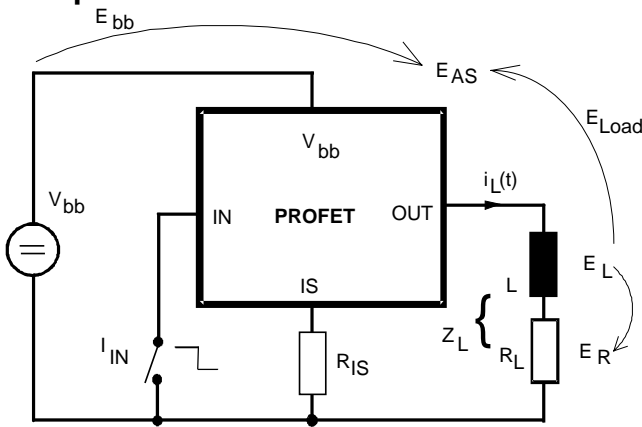 E bb
E AS
E Load
V bb
V bb
i L(t)
IN
PROFET
OUT
IS
L
E L
Z L
{
I IN
R IS
R L
E R